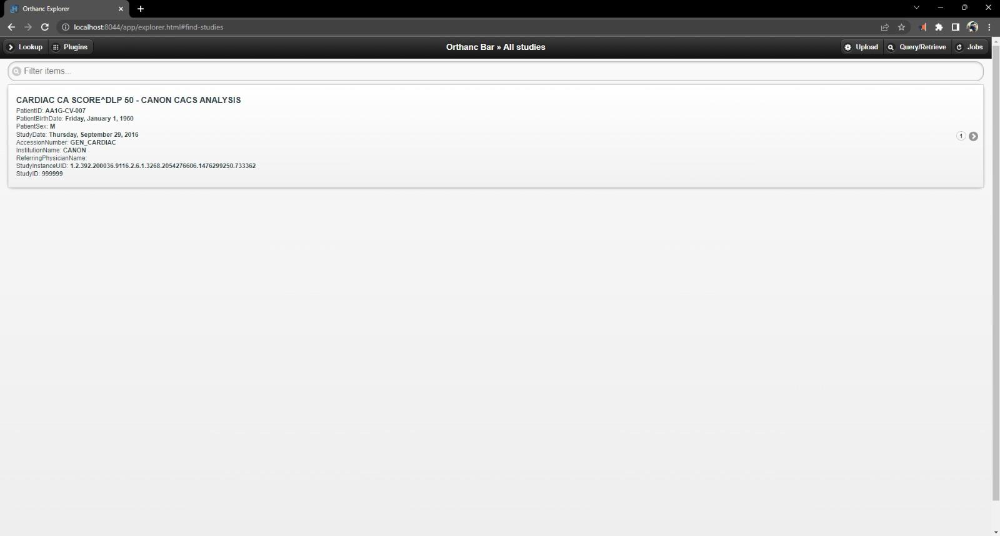 Orthanc Explorer
localhost:8044/app/explorer.html#find-studies
Lookup Plugins Orthanc Bar » All studies Upload Query/Retrieve Jobs
Filter items...
CARDIAC CA SCORE^DLP 50 - CANON CACS ANALYSIS
PatientID: AA1G-CV-007
PatientBirthDate: Friday, January 1, 1960
PatientSex: M
StudyDate: Thursday, September 29, 2016
AccessionNumber: GEN_CARDIAC
InstitutionName: CANON
ReferringPhysicianName:
StudyInstanceUID: 1.2.392.200036.9116.2.6.1.3268.2054276606.1476299250.733362
StudyID: 999999
1